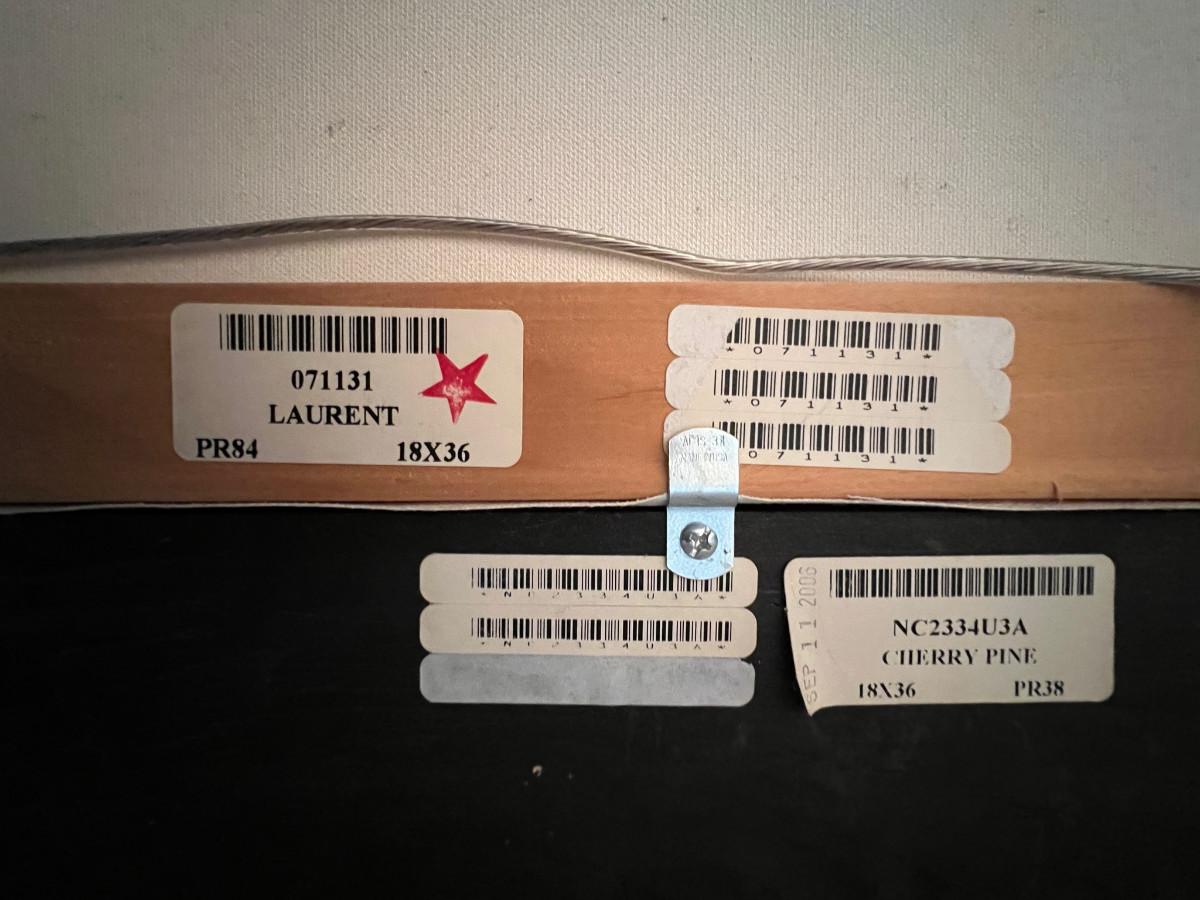 071131
LAURENT
PR84 18X36
*071131*
*071131*
071131*
*NC2334U3A*
*NC2334U3A*
SEP 11 2006
NC2334U3A
CHERRY PINE
18X36 PR38